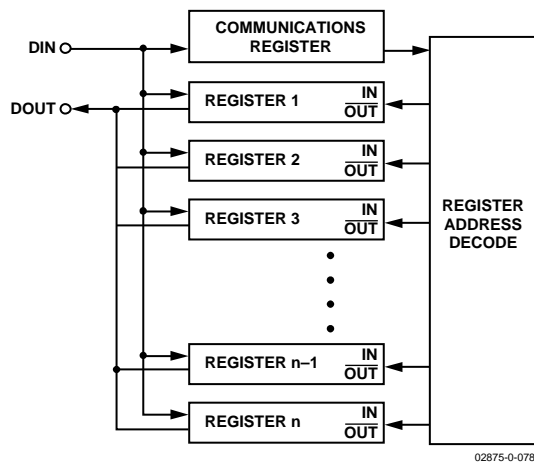 COMMUNICATIONS
REGISTER
DIN
DOUT
REGISTER 1
IN
OUT
REGISTER 2
IN
OUT
REGISTER 3
IN
OUT
REGISTER
ADDRESS
DECODE
REGISTER n–1
IN
OUT
REGISTER n
IN
OUT
02875-0-078